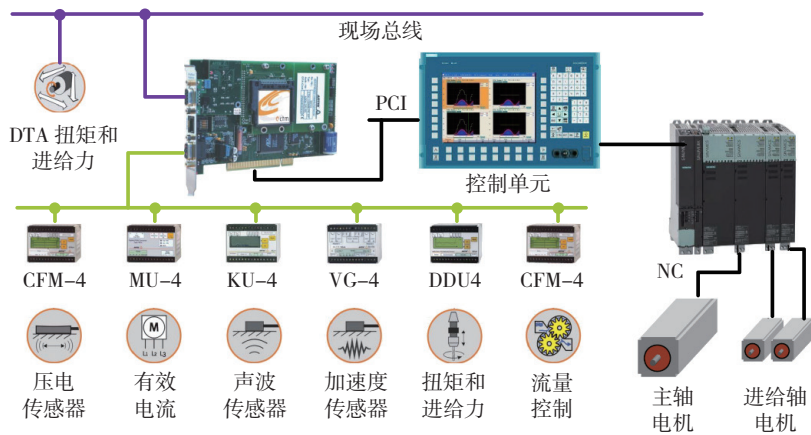 现场总线
DTA 扭矩和
进给力
PCI
控制单元
CFM-4
MU-4
KU-4
VG-4
DDU4
CFM-4
NC
M
压电
传感器
有效
电流
声波
传感器
加速度
传感器
扭矩和
进给力
流量
控制
主轴
电机
进给轴
电机